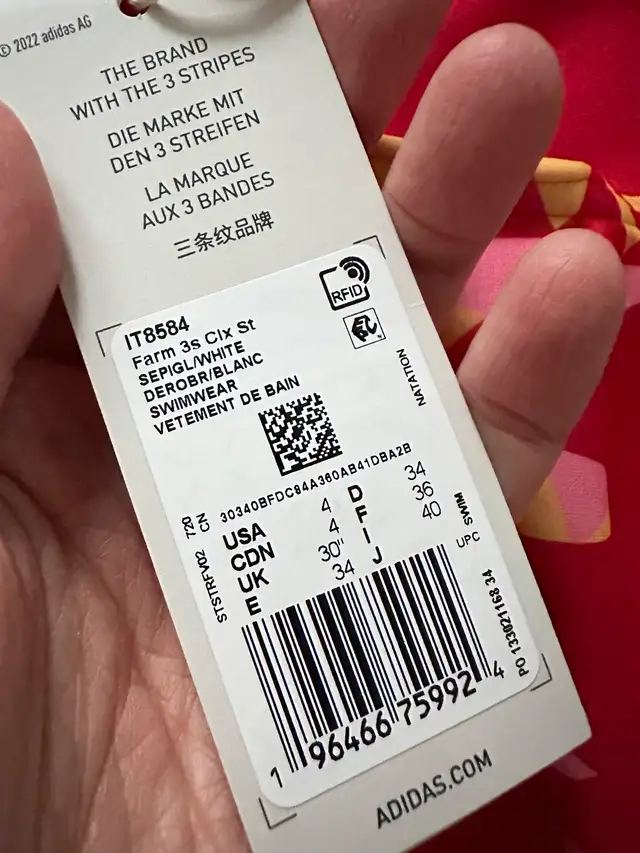 © 2022 adidas AG
THE BRAND
WITH THE 3 STRIPES
DIE MARKE MIT
DEN 3 STREIFEN
LA MARQUE
AUX 3 BANDES
三条纹品牌
RFID
IT8584
Farm 3s Clx St
SEPIGL/WHITE
DEROBR/BLANC
SWIMWEAR
VETEMENT DE BAIN
NATATION
30340BFDC84A360AB41DBA2B
720 CN
STSTRFV02
USA 4 D 34
CDN 4 F 36
UK 30" I 40
E 34 J
SWIM
UPC
PO 133021168 34
1 96466 75992 4
ADIDAS.COM